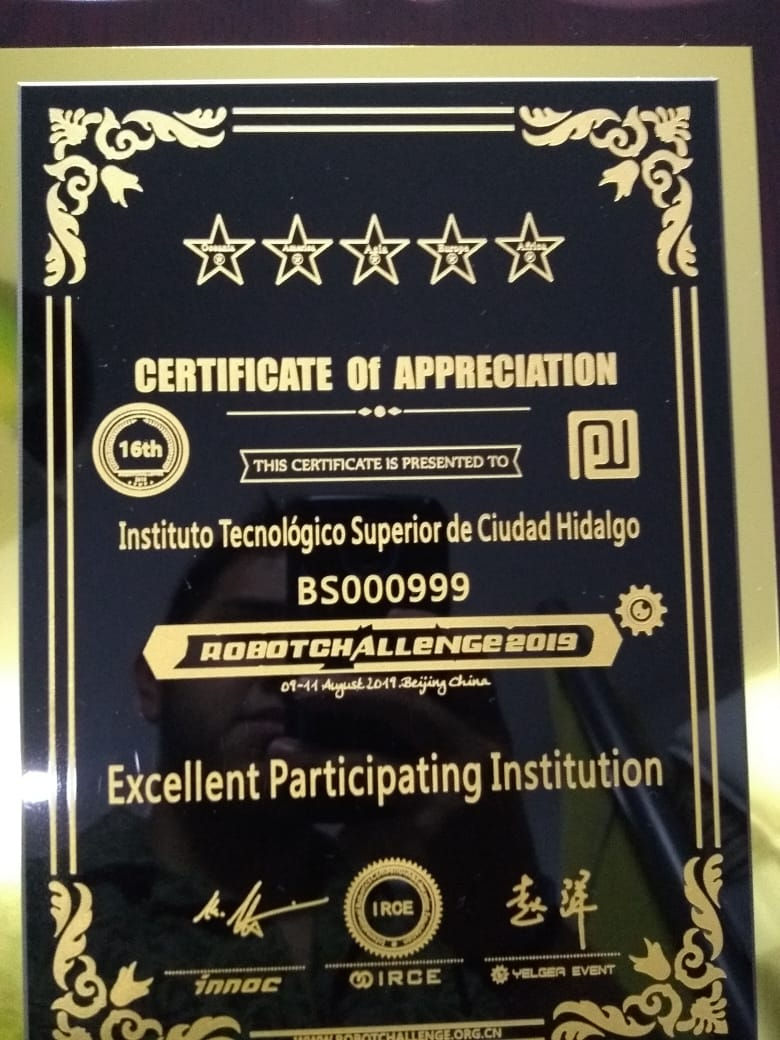 Oceania America Asia Europe Africa
CERTIFICATE Of APPRECIATION
16th
THIS CERTIFICATE IS PRESENTED TO
Instituto Tecnológico Superior de Ciudad Hidalgo
BS000999
ROBOTCHALLENGE2019
09-11 August 2019. Beijing China
Excellent Participating Institution
IROE
赵洋
innoc
IRCE
YELGEA EVENT
WWW.ROBOTCHALLENGE.ORG.CN